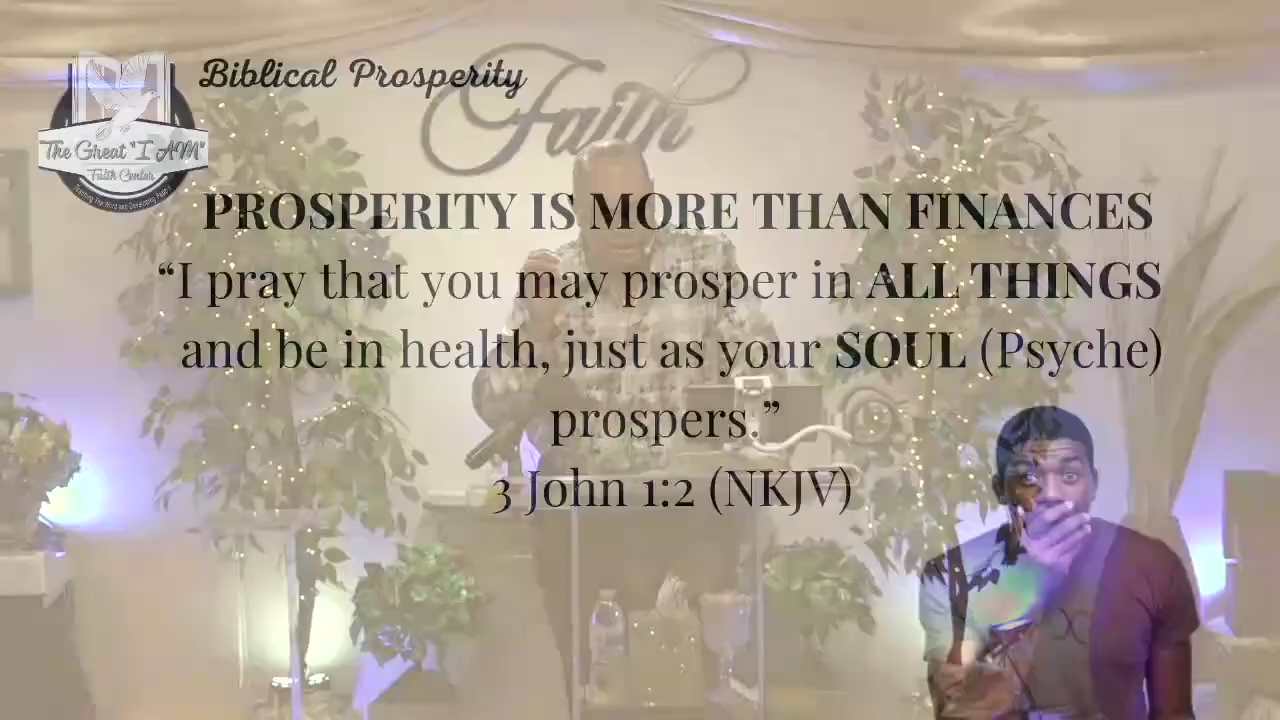 Biblical Prosperity
Faith
The Great "I AM"
Faith Center
PROSPERITY IS MORE THAN FINANCES
“I pray that you may prosper in ALL THINGS
and be in health, just as your SOUL (Psyche)
prospers.”
3 John 1:2 (NKJV)